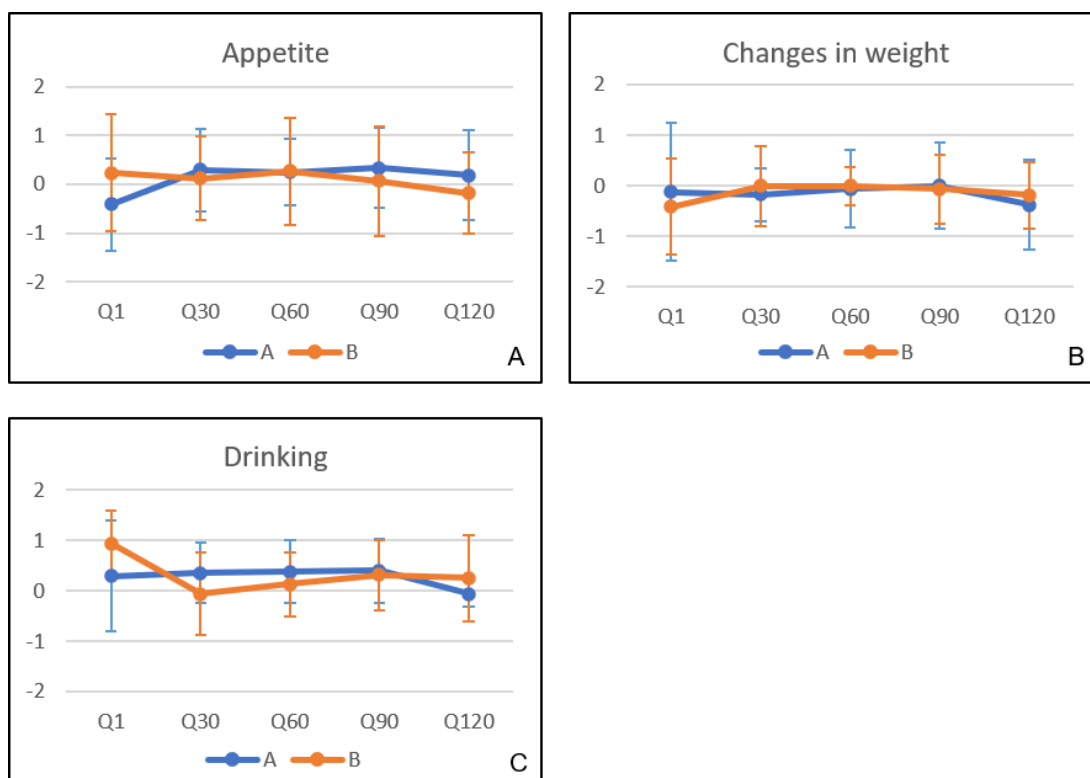 Appetite
2
1
0
-1
-2
Q1 Q30 Q60 Q90 Q120
A B
A
Changes in weight
2
1
0
-1
-2
Q1 Q30 Q60 Q90 Q120
A B
B
Drinking
2
1
0
-1
-2
Q1 Q30 Q60 Q90 Q120
A B
C